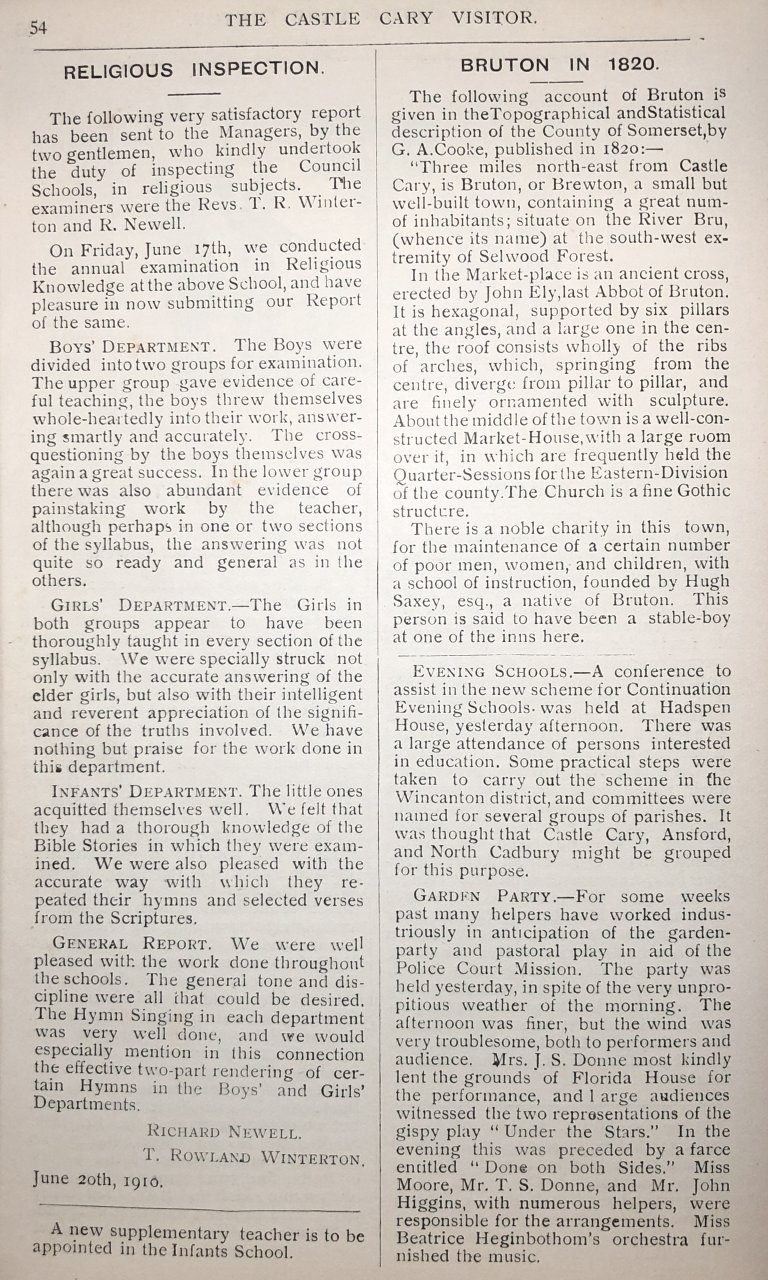 54
THE CASTLE CARY VISITOR.
RELIGIOUS INSPECTION.
The following very satisfactory report
has been sent to the Managers, by the
two gentlemen, who kindly undertook
the duty of inspecting the Council
Schools, in religious subjects. The
examiners were the Revs. T. R. Winter-
ton and R. Newell.
On Friday, June 17th, we conducted
the annual examination in Religious
Knowledge at the above School, and have
pleasure in now submitting our Report
of the same.
BOYS' DEPARTMENT. The Boys were
divided into two groups for examination.
The upper group gave evidence of care-
ful teaching, the boys threw themselves
whole-heartedly into their work, answer-
ing smartly and accurately. The cross-
questioning by the boys themselves was
again a great success. In the lower group
there was also abundant evidence of
painstaking work by the teacher,
although perhaps in one or two sections
of the syllabus, the answering was not
quite so ready and general as in the
others.
GIRLS' DEPARTMENT.—The Girls in
both groups appear to have been
thoroughly taught in every section of the
syllabus. We were specially struck not
only with the accurate answering of the
elder girls, but also with their intelligent
and reverent appreciation of the signifi-
cance of the truths involved. We have
nothing but praise for the work done in
this department.
INFANTS' DEPARTMENT. The little ones
acquitted themselves well. We felt that
they had a thorough knowledge of the
Bible Stories in which they were exam-
ined. We were also pleased with the
accurate way with which they re-
peated their hymns and selected verses
from the Scriptures.
GENERAL REPORT. We were well
pleased with the work done throughout
the schools. The general tone and dis-
cipline were all that could be desired.
The Hymn Singing in each department
was very well done, and we would
especially mention in this connection
the effective two-part rendering of cer-
tain Hymns in the Boys' and Girls'
Departments.
RICHARD NEWELL.
T. ROWLAND WINTERTON.
June 20th, 1910.
A new supplementary teacher is to be
appointed in the Infants School.
BRUTON IN 1820.
The following account of Bruton is
given in theTopographical andStatistical
description of the County of Somerset,by
G. A.Cooke, published in 1820:—
"Three miles north-east from Castle
Cary, is Bruton, or Brewton, a small but
well-built town, containing a great num-
of inhabitants; situate on the River Bru,
(whence its name) at the south-west ex-
tremity of Selwood Forest.
In the Market-place is an ancient cross,
erected by John Ely,last Abbot of Bruton.
It is hexagonal, supported by six pillars
at the angles, and a large one in the cen-
tre, the roof consists wholly of the ribs
of arches, which, springing from the
centre, diverge from pillar to pillar, and
are finely ornamented with sculpture.
About the middle of the town is a well-con-
structed Market-House,with a large room
over it, in which are frequently held the
Quarter-Sessions for the Eastern-Division
of the county.The Church is a fine Gothic
structure.
There is a noble charity in this town,
for the maintenance of a certain number
of poor men, women, and children, with
a school of instruction, founded by Hugh
Saxey, esq., a native of Bruton. This
person is said to have been a stable-boy
at one of the inns here.
EVENING SCHOOLS.—A conference to
assist in the new scheme for Continuation
Evening Schools. was held at Hadspen
House, yesterday afternoon. There was
a large attendance of persons interested
in education. Some practical steps were
taken to carry out the scheme in the
Wincanton district, and committees were
named for several groups of parishes. It
was thought that Castle Cary, Ansford,
and North Cadbury might be grouped
for this purpose.
GARDEN PARTY.—For some weeks
past many helpers have worked indus-
triously in anticipation of the garden-
party and pastoral play in aid of the
Police Court Mission. The party was
held yesterday, in spite of the very unpro-
pitious weather of the morning. The
afternoon was finer, but the wind was
very troublesome, both to performers and
audience. Mrs. J. S. Donne most kindly
lent the grounds of Florida House for
the performance, and l arge audiences
witnessed the two representations of the
gispy play " Under the Stars." In the
evening this was preceded by a farce
entitled " Done on both Sides." Miss
Moore, Mr. T. S. Donne, and Mr. John
Higgins, with numerous helpers, were
responsible for the arrangements. Miss
Beatrice Heginbothom's orchestra fur-
nished the music.